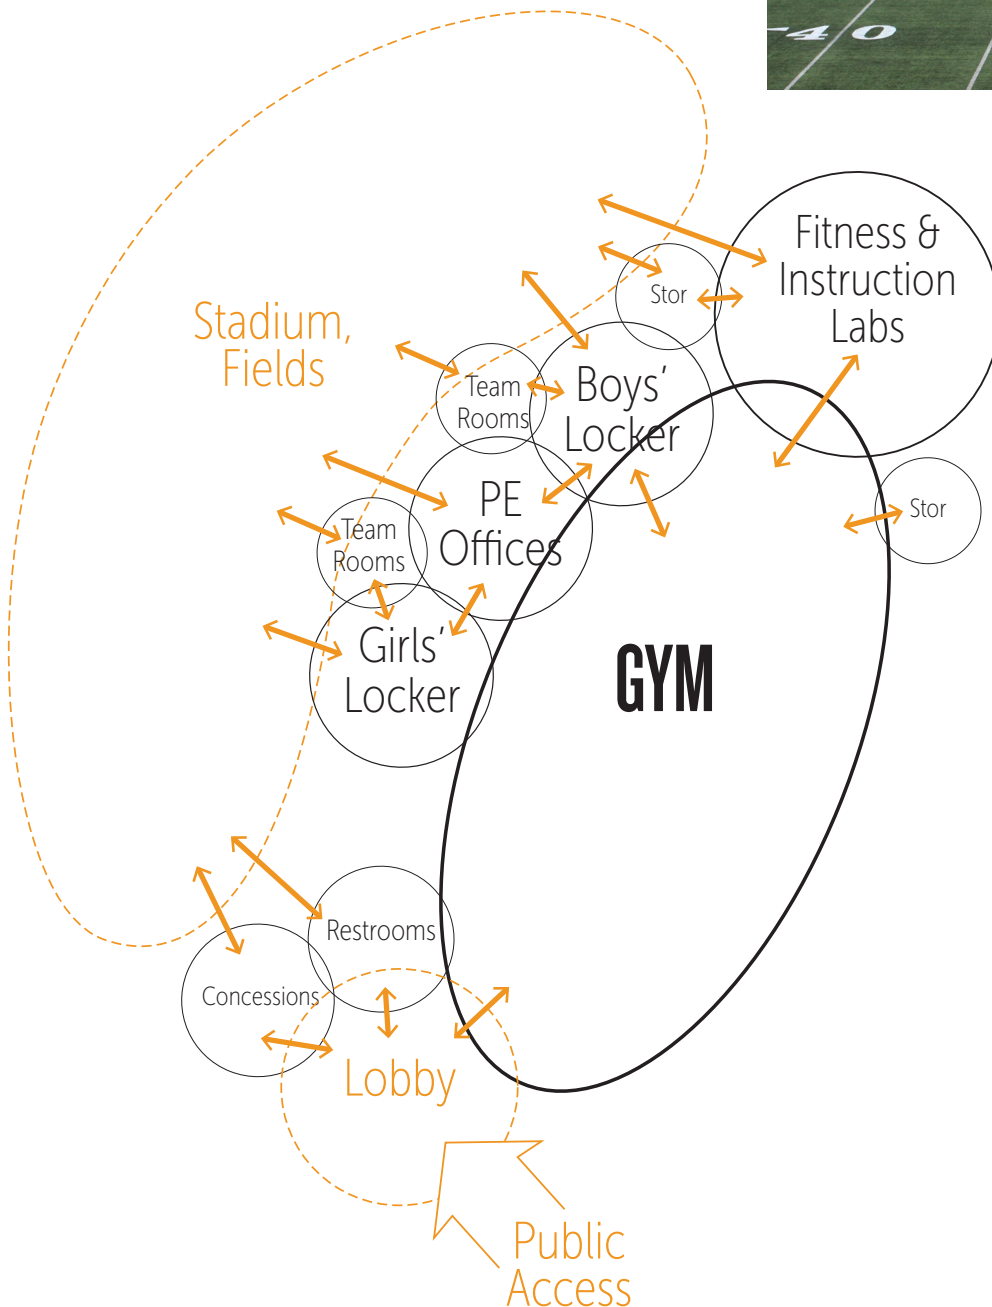 40
Fitness &
Instruction
Labs
Stor
Stadium,
Fields
Boys’
Locker
Team
Rooms
PE
Offices
Stor
Team
Rooms
Girls’
Locker
GYM
Restrooms
Concessions
Lobby
Public
Access